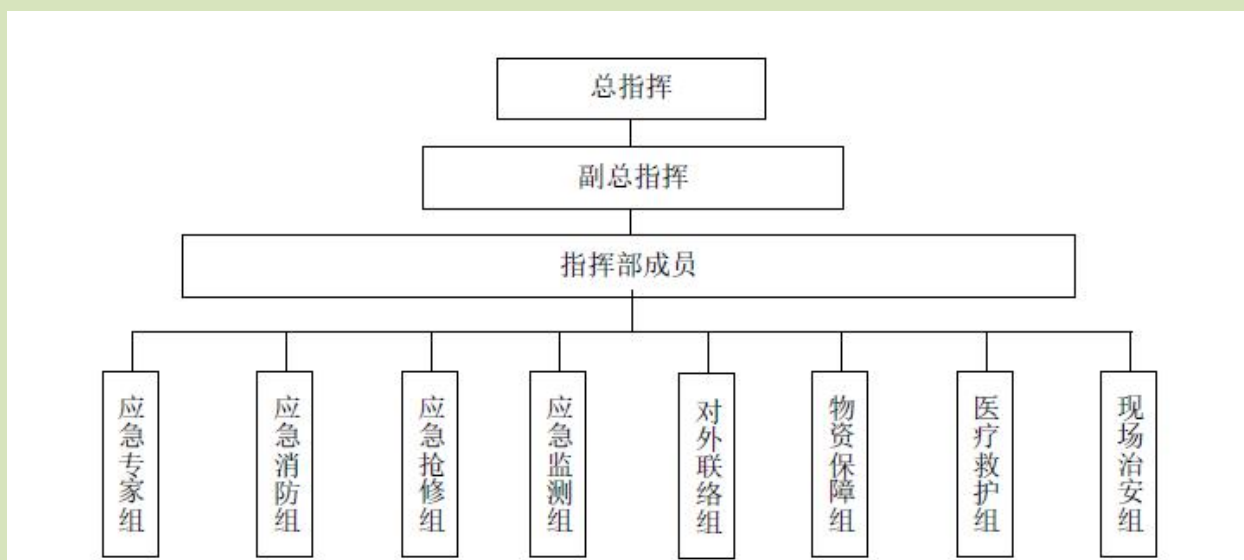 总指挥
副总指挥
指挥部成员
应急专家组
应急消防组
应急抢修组
应急监测组
对外联络组
物资保障组
医疗救护组
现场治安组